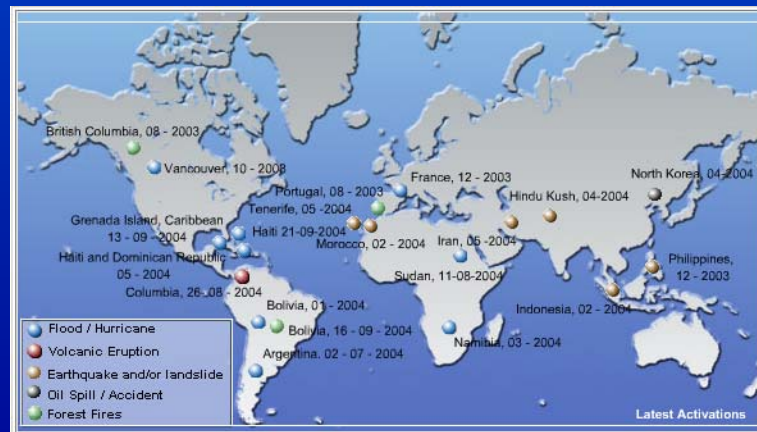 British Columbia, 08 - 2003
Vancouver, 10 - 2003
France, 12 - 2003
North Korea, 04-2004
Portugal, 08 - 2003
Hindu Kush, 04-2004
Tenerife, 05 -2004
Grenada Island, Caribbean
13 - 09 - 2004
Haiti 21-09-2004
Morocco, 02 - 2004
Iran, 05 -2004
Haiti and Dominican Republic
05 - 2004
Sudan, 11-08-2004
Philippines,
12 - 2003
Columbia, 26 -08 - 2004
Bolivia, 01 - 2004
Indonesia, 02 - 2004
Bolivia, 16 - 09 - 2004
Namibia, 03 - 2004
Argentina. 02 - 07 - 2004
Flood / Hurricane
Volcanic Eruption
Earthquake and/or landslide
Oil Spill / Accident
Forest Fires
Latest Activations